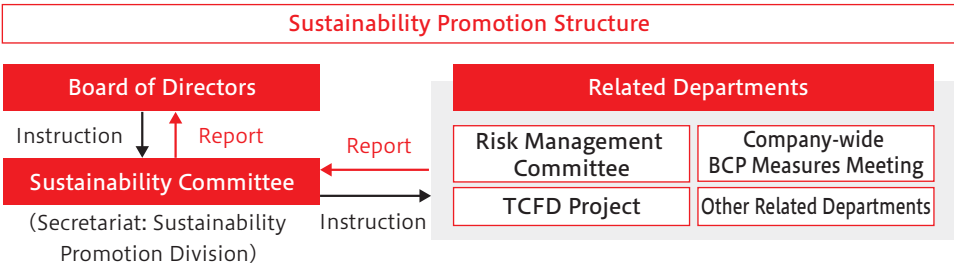 Sustainability Promotion Structure
Board of Directors
Instruction
Report
Sustainability Committee
(Secretariat: Sustainability
Promotion Division)
Report
Instruction
Related Departments
Risk Management
Committee
Company-wide
BCP Measures Meeting
TCFD Project
Other Related Departments